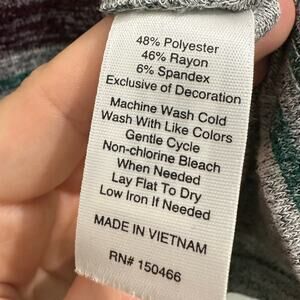 48% Polyester
46% Rayon
6% Spandex
Exclusive of Decoration
Machine Wash Cold
Wash With Like Colors
Gentle Cycle
Non-chlorine Bleach
When Needed
Lay Flat To Dry
Low Iron If Needed
MADE IN VIETNAM
RN# 150466